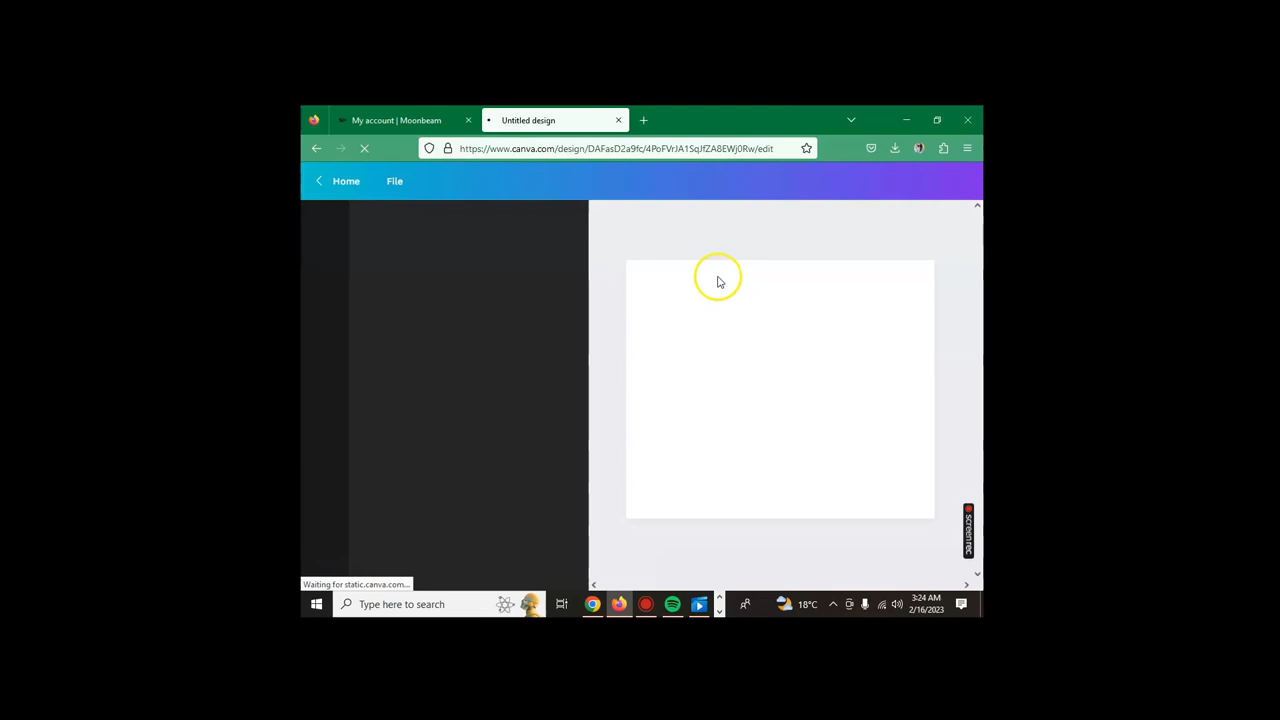 My account | Moonbeam
Untitled design
https://www.canva.com/design/DAFasD2a9fc/4PoFVrJA1SqJfZA8EWj0Rw/edit
Home
File
screenrec
Waiting for static.canva.com...
Type here to search
18°C
3:24 AM
2/16/2023